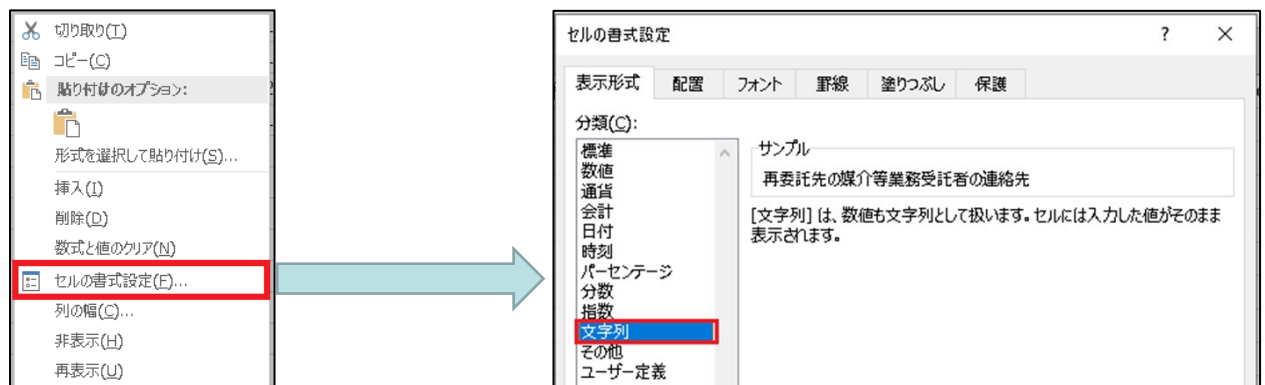 切り取り(T)
コピー(C)
貼り付けのオプション:
形式を選択して貼り付け(S)...
挿入(I)
削除(D)
数式と値のクリア(N)
セルの書式設定(F)...
列の幅(C)...
非表示(H)
再表示(U)
セルの書式設定
?
×
表示形式 配置 フォント 罫線 塗りつぶし 保護
分類(C):
標準
数値
通貨
会計
日付
時刻
パーセンテージ
分数
指数
文字列
その他
ユーザー定義
サンプル
再委託先の媒介等業務受託者の連絡先
[文字列] は、数値も文字列として扱います。セルには入力した値がそのまま
表示されます。